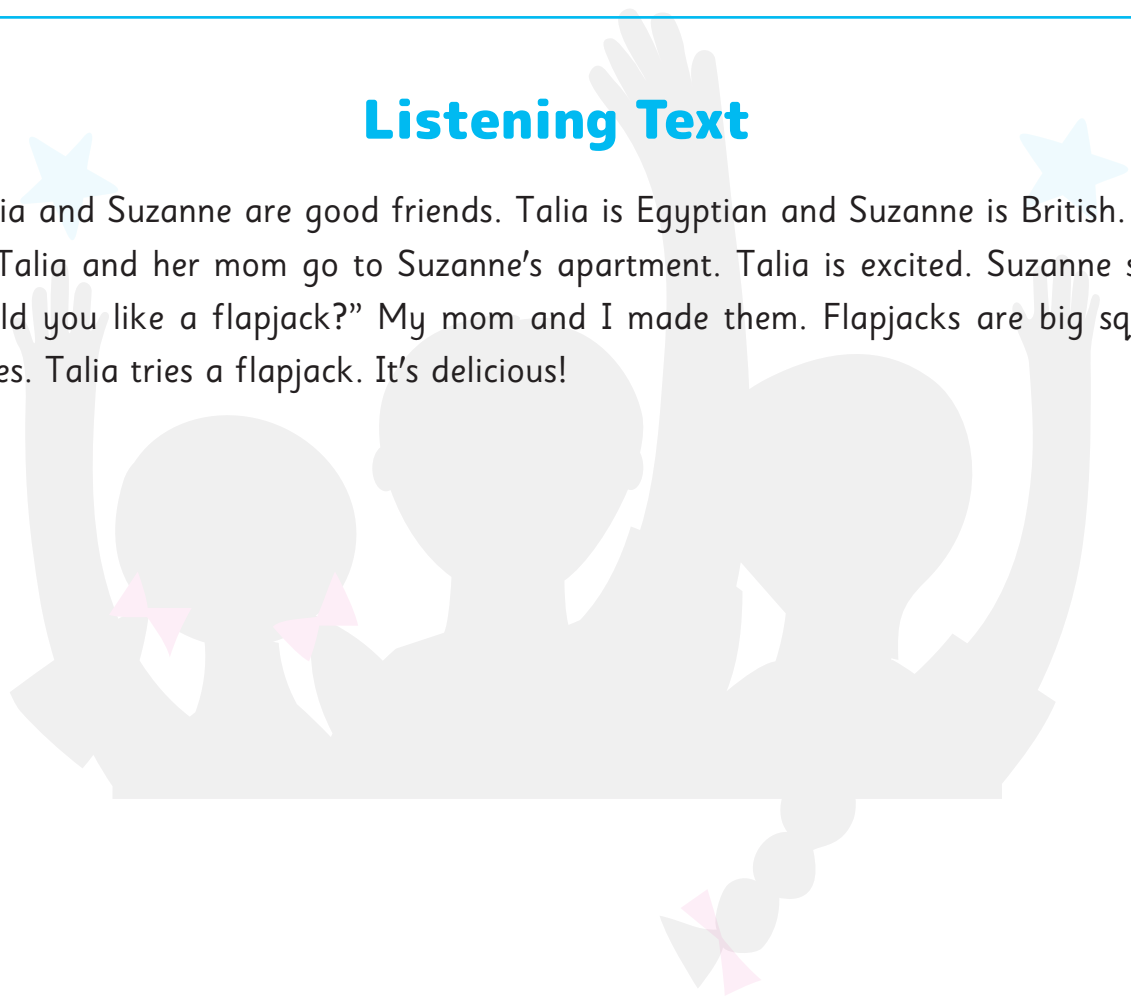 Listening Text
ia and Suzanne are good friends. Talia is Egyptian and Suzanne is British.
Talia and her mom go to Suzanne's apartment. Talia is excited. Suzanne s
ld you like a flapjack?” My mom and I made them. Flapjacks are big sq
es. Talia tries a flapjack. It's delicious!